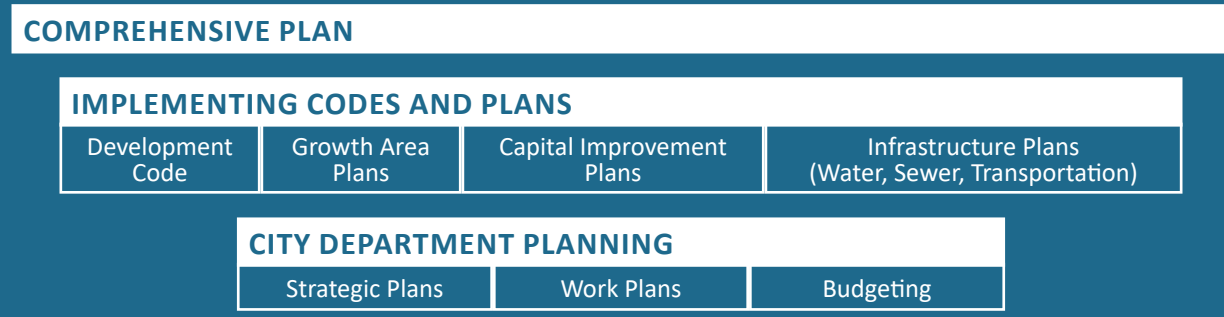 COMPREHENSIVE PLAN
IMPLEMENTING CODES AND PLANS
Development
Code
Growth Area
Plans
Capital Improvement
Plans
Infrastructure Plans
(Water, Sewer, Transportation)
CITY DEPARTMENT PLANNING
Strategic Plans
Work Plans
Budgeting